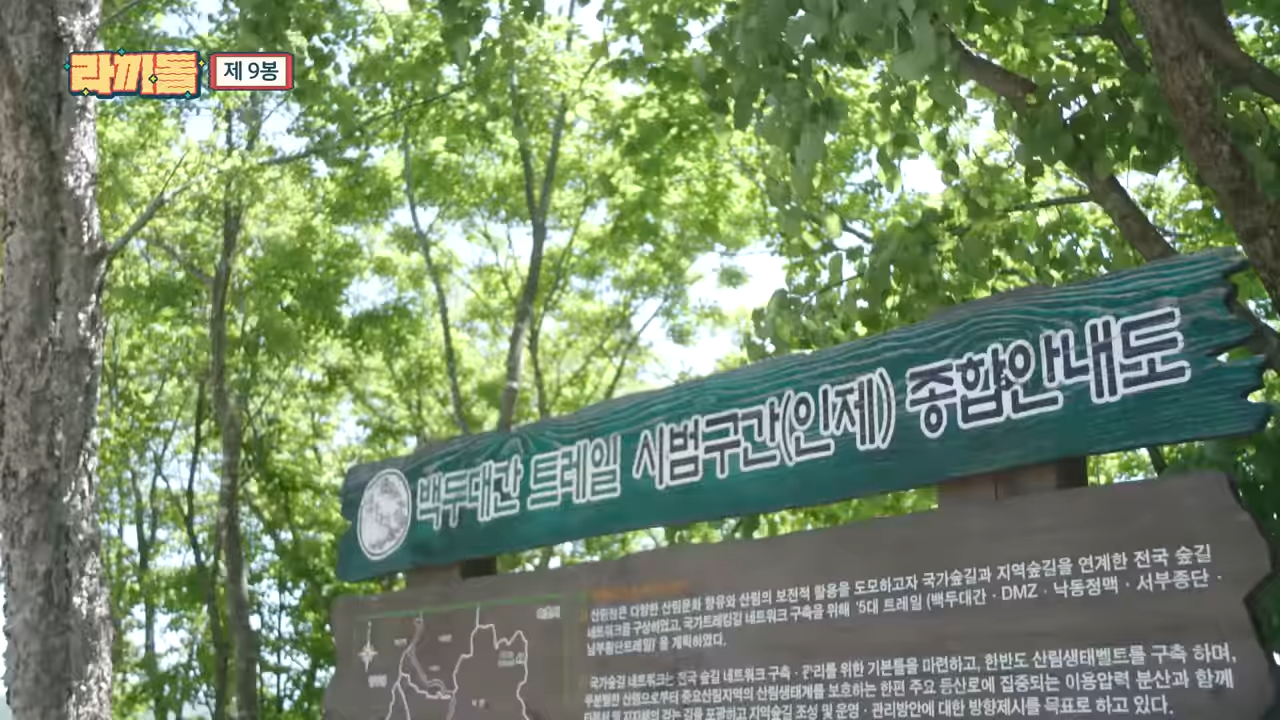 라끼남
제 9봉
백두대간 트레일 시범구간(인제) 종합안내도
산림청은 다양한 산림문화 향유와 산림의 보전적 활용을 도모하고자 국가숲길과 지역숲길을 연계한 전국 숲길
네트워크를 구상하였고, 국가트레킹길 네트워크 구축을 위해 '5대 트레일 (백두대간 · DMZ · 낙동정맥 · 서부종단 ·
남부횡단트레일)' 을 계획하였다.
국가숲길 네트워크는 전국 숲길 네트워크 구축 · 관리를 위한 기본틀을 마련하고, 한반도 산림생태벨트를 구축 하며,
산으로부터 중요산림지역의 산림생태계를 보호하는 한편 주요 등산로에 집중되는 이용압력 분산과 함께
걷는 길을 포괄하고 지역숲길 조성 및 운영 · 관리방안에 대한 방향제시를 목표로 하고 있다.